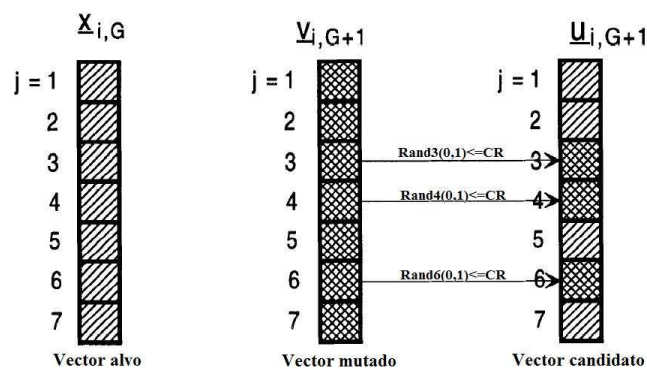 x i,G
v i,G+1
u i,G+1
j = 1
2
3
4
5
6
7
Vector alvo
j = 1
2
3
4
5
6
7
Vector mutado
Rand3(0,1)<=CR
Rand4(0,1)<=CR
Rand6(0,1)<=CR
j = 1
2
3
4
5
6
7
Vector candidato